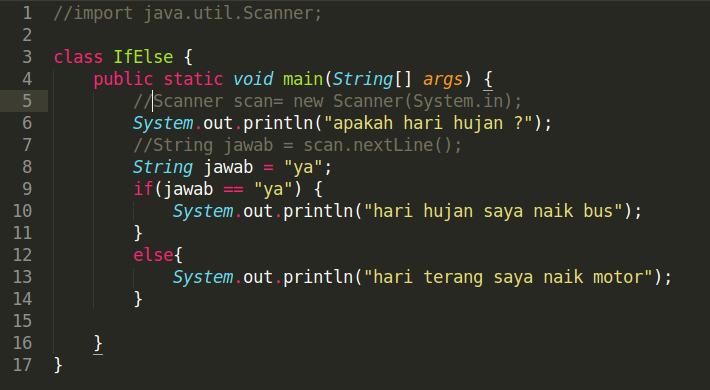 1 //import java.util.Scanner;
2
3 class IfElse {
4     public static void main(String[] args) {
5         //Scanner scan= new Scanner(System.in);
6         System.out.println("apakah hari hujan ?");
7         //String jawab = scan.nextLine();
8         String jawab = "ya";
9         if(jawab == "ya") {
10             System.out.println("hari hujan saya naik bus");
11         }
12         else{
13             System.out.println("hari terang saya naik motor");
14         }
15
16     }
17 }